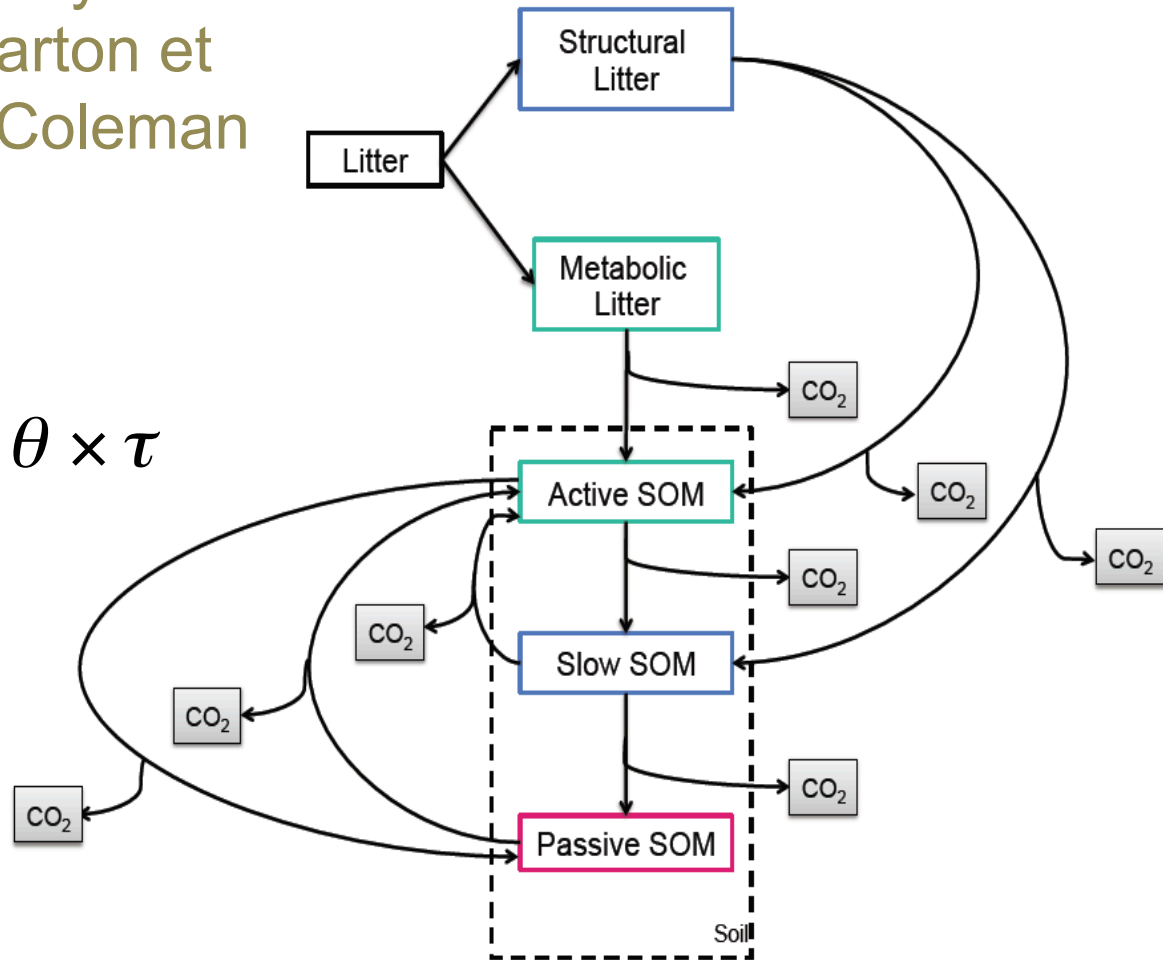 arton et
Coleman
Structural
Litter
Litter
Metabolic
Litter
CO₂
θ × τ
Active SOM
CO₂
CO₂
CO₂
CO₂
Slow SOM
CO₂
CO₂
CO₂
Passive SOM
Soil